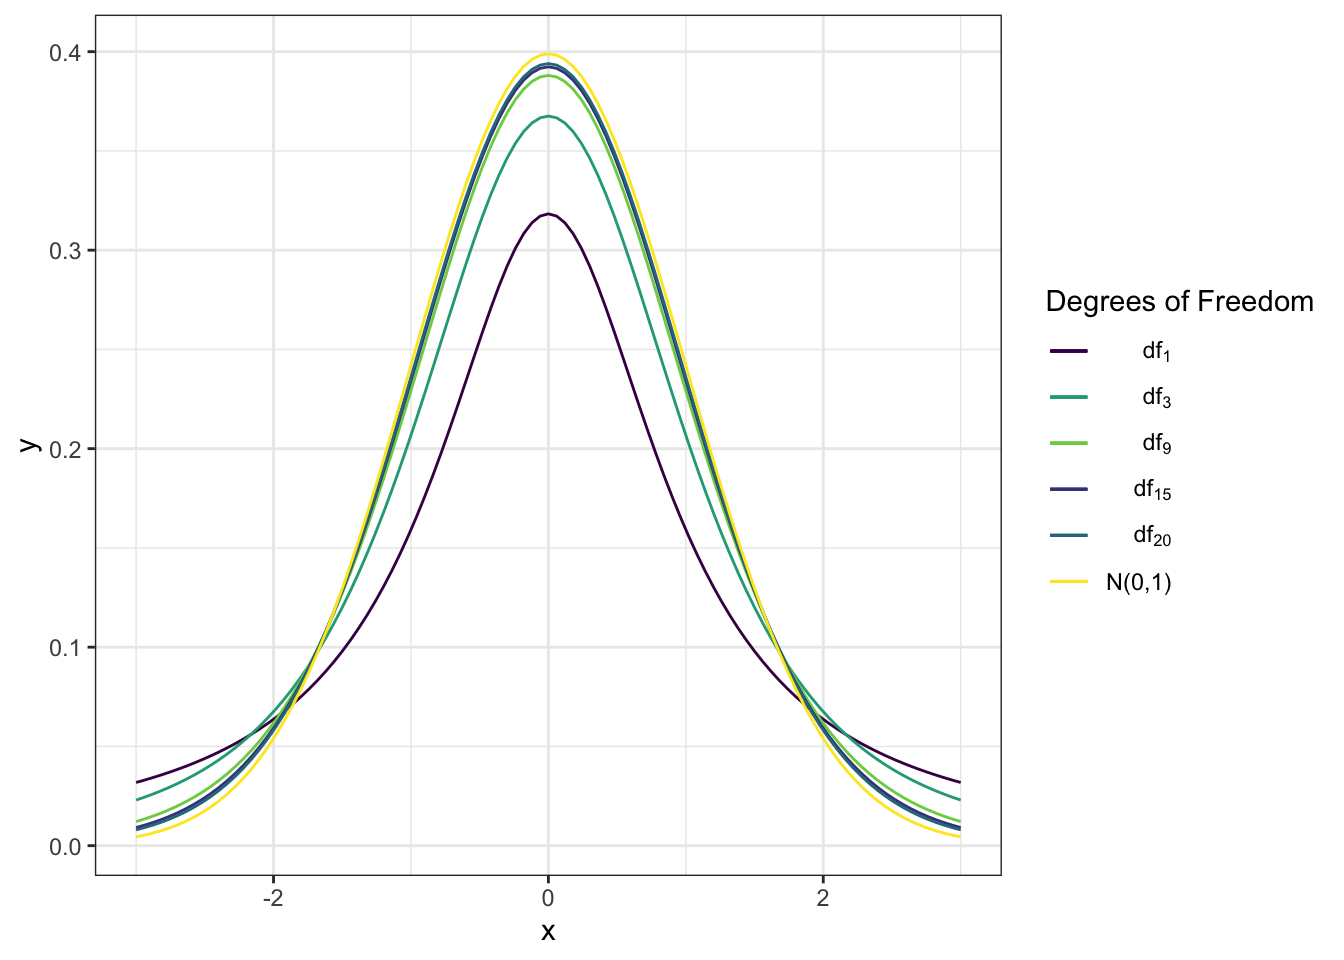 0.4
0.3
0.2
0.1
0.0
y
-2
0
2
x
Degrees of Freedom
df₁
df₃
df₉
df₁₅
df₂₀
N(0,1)